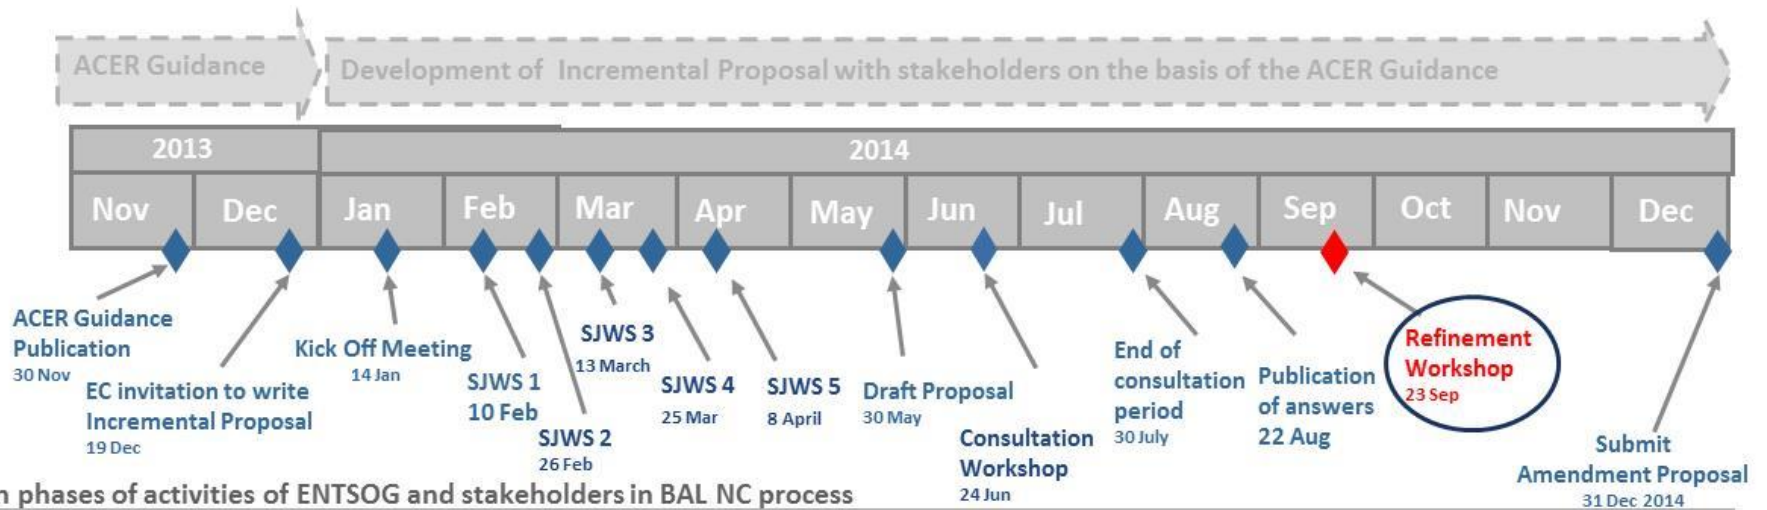 ACER Guidance
Development of Incremental Proposal with stakeholders on the basis of the ACER Guidance
2013
2014
Nov
Dec
Jan
Feb
Mar
Apr
May
Jun
Jul
Aug
Sep
Oct
Nov
Dec
ACER Guidance
Publication
30 Nov
EC invitation to write
Incremental Proposal
19 Dec
Kick Off Meeting
14 Jan
SJWS 1
10 Feb
SJWS 2
26 Feb
SJWS 3
13 March
SJWS 4
25 Mar
SJWS 5
8 April
Draft Proposal
30 May
Consultation
Workshop
24 Jun
End of
consultation
period
30 July
Publication
of answers
22 Aug
Refinement
Workshop
23 Sep
Submit
Amendment Proposal
31 Dec 2014
phases of activities of ENTSOG and stakeholders in BAL NC process